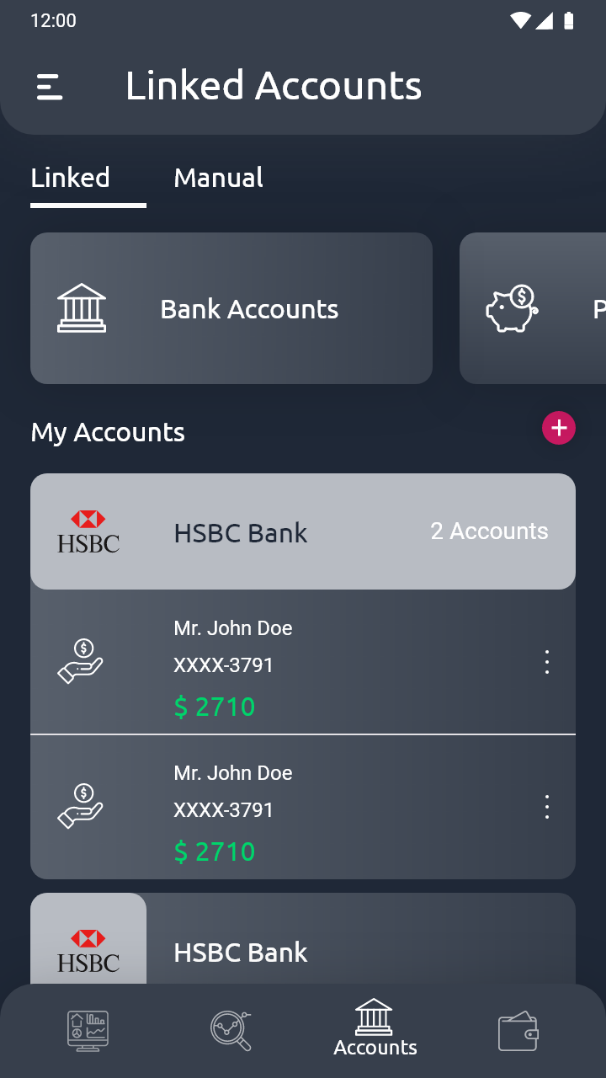 12:00
Linked Accounts
Linked
Manual
Bank Accounts
P
My Accounts
HSBC
HSBC Bank
2 Accounts
Mr. John Doe
XXXX-3791
$ 2710
Mr. John Doe
XXXX-3791
$ 2710
HSBC
HSBC Bank
Accounts